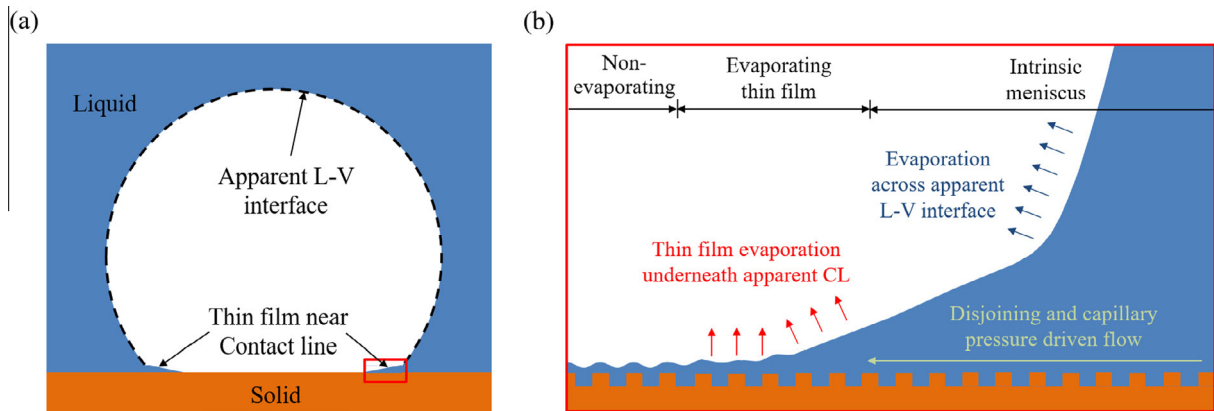 (a)
Liquid
Apparent L-V
interface
Thin film near
Contact line
Solid
(b)
Non-
evaporating
Evaporating
thin film
Intrinsic
meniscus
Evaporation
across apparent
L-V interface
Thin film evaporation
underneath apparent CL
Disjoining and capillary
pressure driven flow